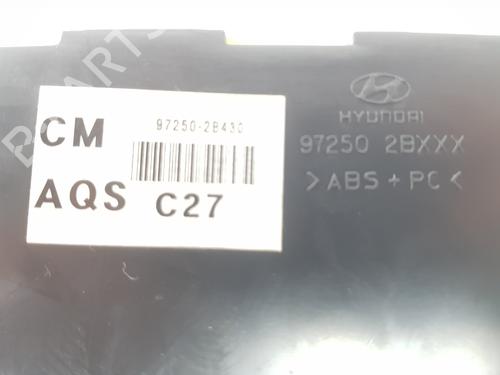 CM
97250-2B430
AQS C27
HYUNDAI
97250 2BXXX
>ABS+PC<
B PARTS